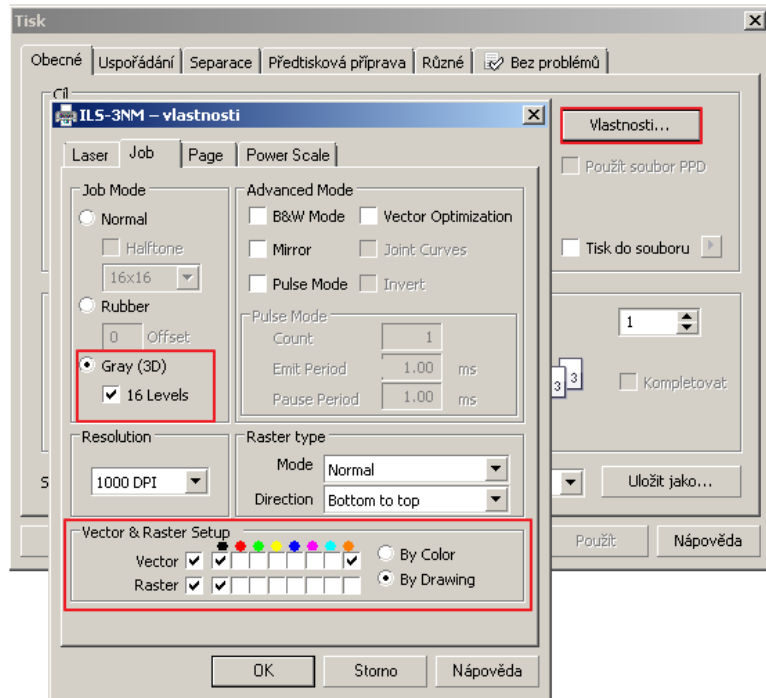 Tisk
Obecné Uspořádání Separace Předtisková příprava Různé Bez problémů
Cíl
ILS-3NM – vlastnosti
Vlastnosti...
Laser Job Page Power Scale
Použít soubor PPD
Job Mode
Advanced Mode
Normal
B&W Mode Vector Optimization
Halftone
Mirror Joint Curves
Tisk do souboru
16x16
Pulse Mode Invert
Rubber
Pulse Mode
0 Offset
Count 1
1
Gray (3D)
Emit Period 1.00 ms
16 Levels
Pause Period 1.00 ms
3 3
Kompletovat
Resolution
Raster type
1000 DPI
Mode Normal
S
Uložit jako...
Direction Bottom to top
Vector & Raster Setup
Vector
By Color
Použít Nápověda
Raster
By Drawing
OK Storno Nápověda